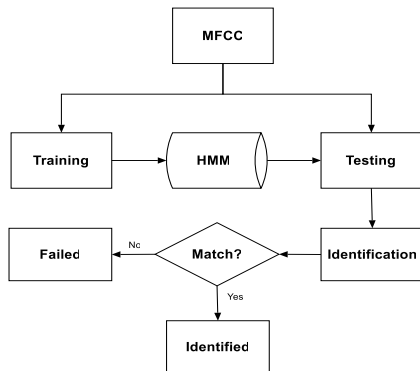 MFCC
Training
HMM
Testing
Failed
No
Match?
Identification
Yes
Identified